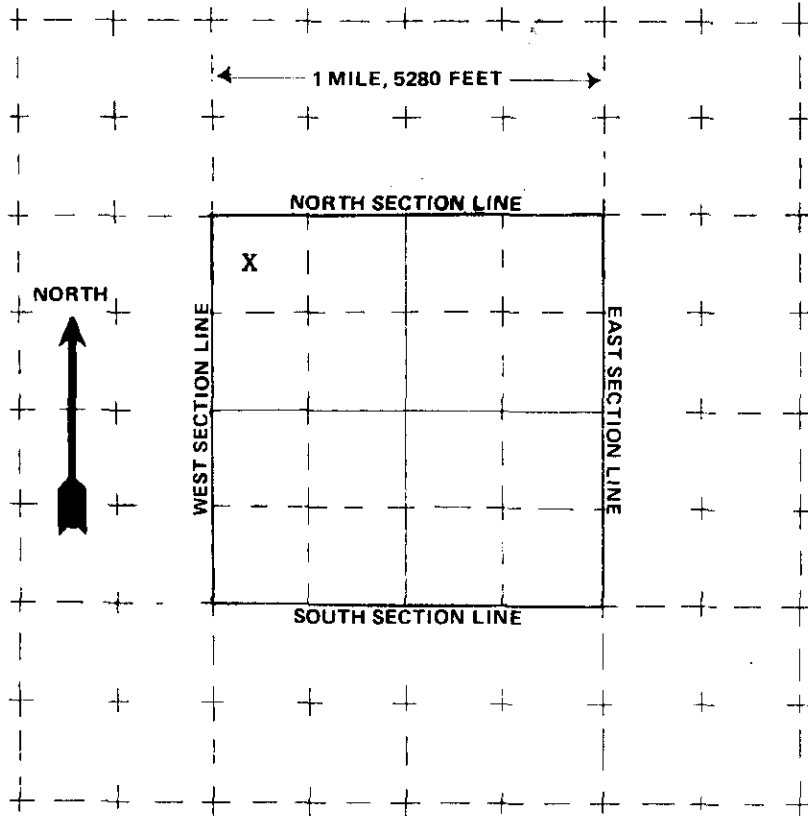 1 MILE, 5280 FEET
NORTH SECTION LINE
X
NORTH
WEST SECTION LINE
EAST SECTION LINE
SOUTH SECTION LINE